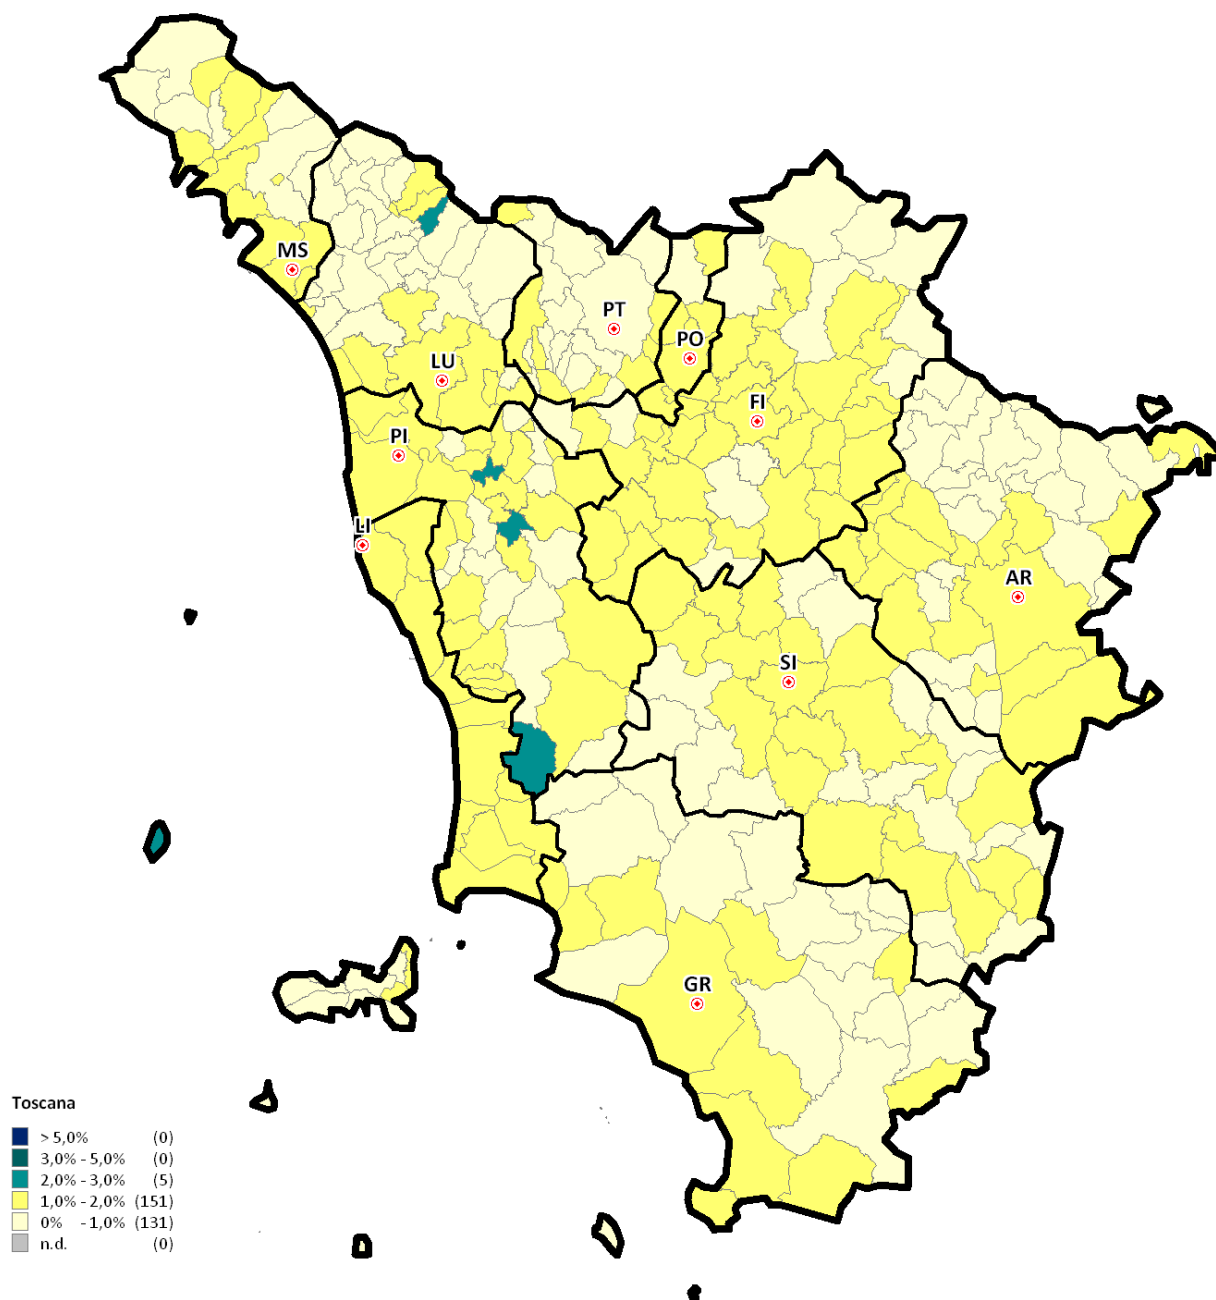 MS
PT
PO
LU
FI
PI
LI
AR
SI
GR
Toscana
> 5,0% (0)
3,0% - 5,0% (0)
2,0% - 3,0% (5)
1,0% - 2,0% (151)
0% - 1,0% (131)
n.d. (0)